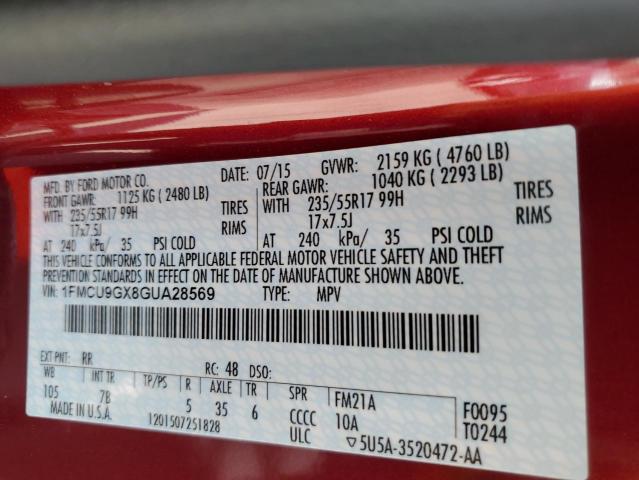 MFD. BY FORD MOTOR CO.
DATE: 07/15 GVWR: 2159 KG ( 4760 LB)
FRONT GAWR: 1125 KG ( 2480 LB)
REAR GAWR: 1040 KG ( 2293 LB)
WITH 235/55R17 99H TIRES
17x7.5J RIMS
AT 240 kPa/ 35 PSI COLD
WITH 235/55R17 99H TIRES
17x7.5J RIMS
AT 240 kPa/ 35 PSI COLD
THIS VEHICLE CONFORMS TO ALL APPLICABLE FEDERAL MOTOR VEHICLE SAFETY AND THEFT
PREVENTION STANDARDS IN EFFECT ON THE DATE OF MANUFACTURE SHOWN ABOVE.
VIN: 1FMCU9GX8GUA28569 TYPE: MPV
EXT PNT: RR RC: 48 DSO:
WB INT TR TP/PS R AXLE TR SPR
105 7B 5 35 6 CCCC
ULC
FM21A
10A
F0095
T0244
MADE IN U.S.A. 1201507251828
▽5U5A-3520472-AA